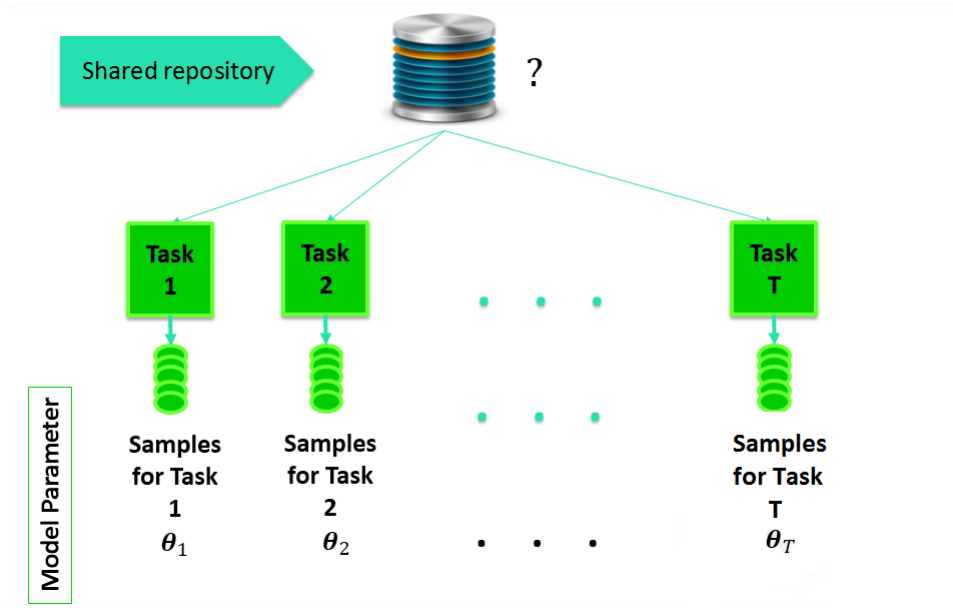 Shared repository
?
Task
1
Task
2
Task
T
. . .
. . .
Samples
for Task
1
θ₁
Samples
for Task
2
θ₂
Samples
for Task
T
θ_T
. . .
Model Parameter